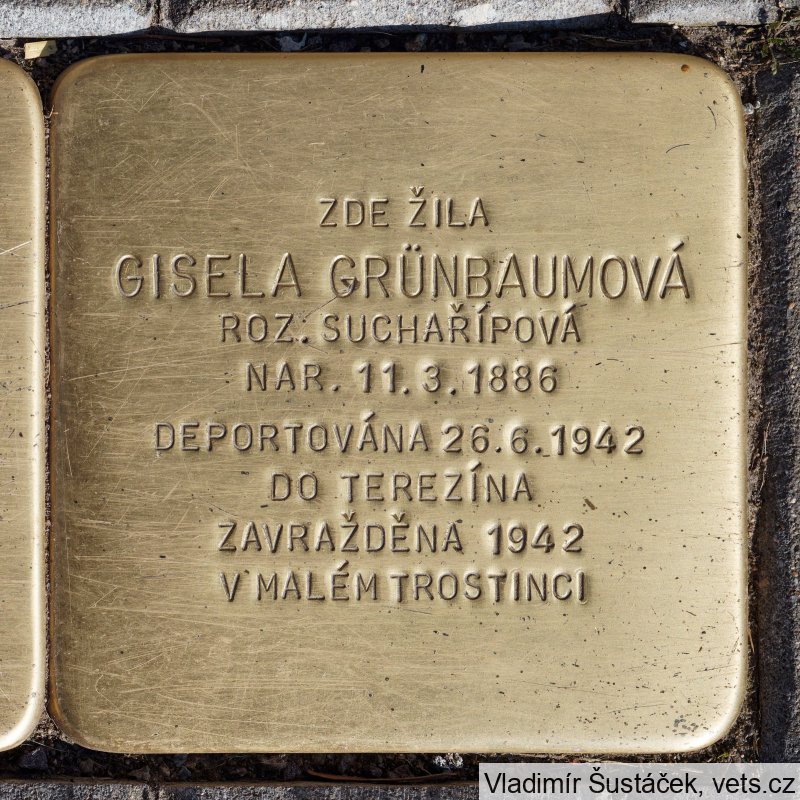 ZDE ŽILA
GISELA GRÜNBAUMOVÁ
ROZ. SUCHAŘÍPOVÁ
NAR. 11.3.1886
DEPORTOVÁNA 26.6.1942
DO TEREZÍNA
ZAVRAŽDĚNA 1942
V MALÉM TROSTINCI
Vladimír Šustáček, vets.cz